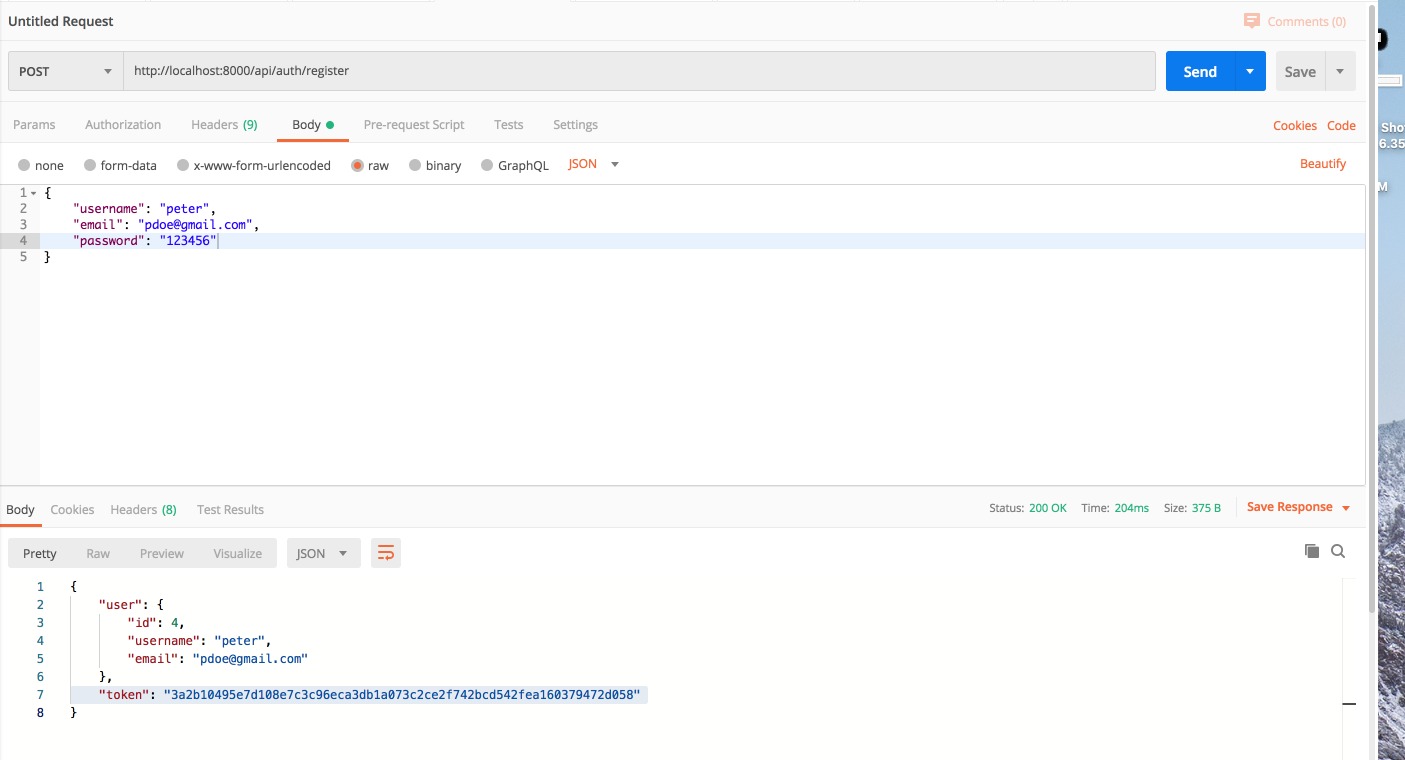 Untitled Request
Comments (0)
POST
http://localhost:8000/api/auth/register
Send
Save
Params Authorization Headers (9) Body Pre-request Script Tests Settings
Cookies Code
none form-data x-www-form-urlencoded raw binary GraphQL JSON
Beautify
1 {
2 "username": "peter",
3 "email": "pdoe@gmail.com",
4 "password": "123456"
5 }
Body Cookies Headers (8) Test Results
Status: 200 OK Time: 204ms Size: 375 B Save Response
Pretty Raw Preview Visualize JSON
1 {
2 "user": {
3 "id": 4,
4 "username": "peter",
5 "email": "pdoe@gmail.com"
6 },
7 "token": "3a2b10495e7d108e7c3c96eca3db1a073c2ce2f742bcd542fea160379472d058"
8 }
Sho
6.35
M